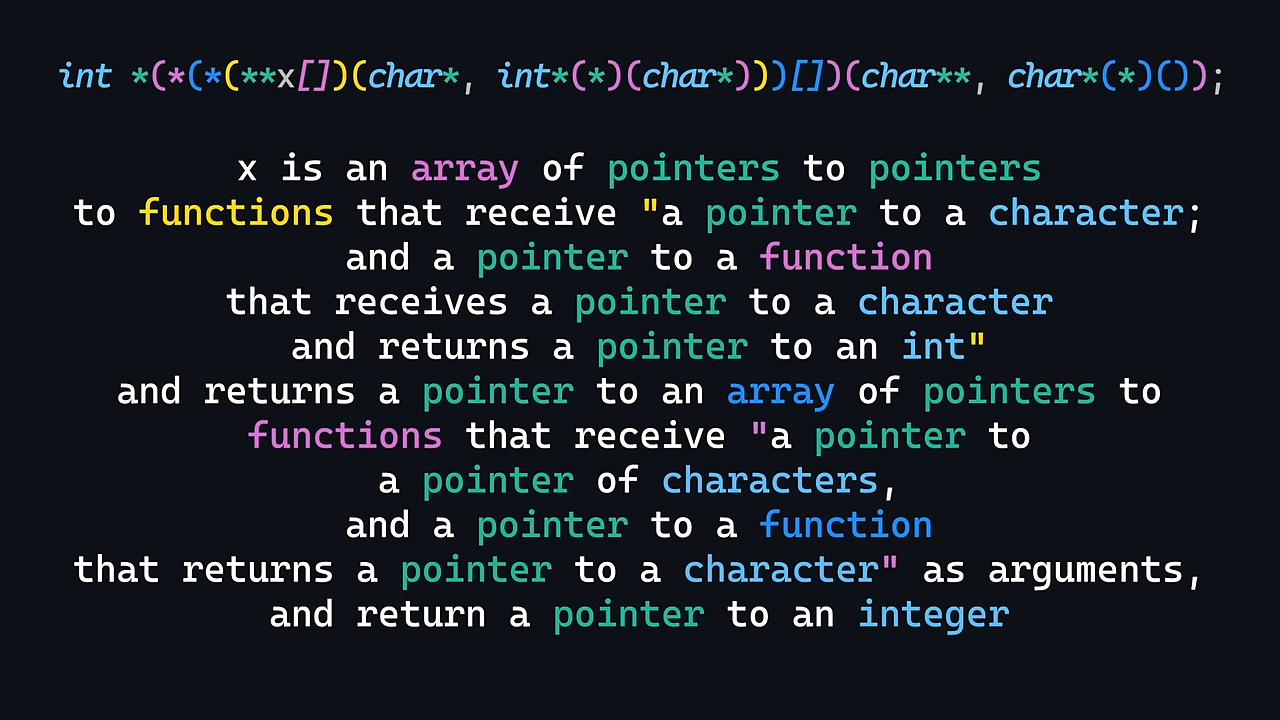 int *(*(*(**x[])(char*, int*(*)(char*)))[])(char**, char*(*)());
x is an array of pointers to pointers
to functions that receive "a pointer to a character;
and a pointer to a function
that receives a pointer to a character
and returns a pointer to an int"
and returns a pointer to an array of pointers to
functions that receive "a pointer to
a pointer of characters,
and a pointer to a function
that returns a pointer to a character" as arguments,
and return a pointer to an integer